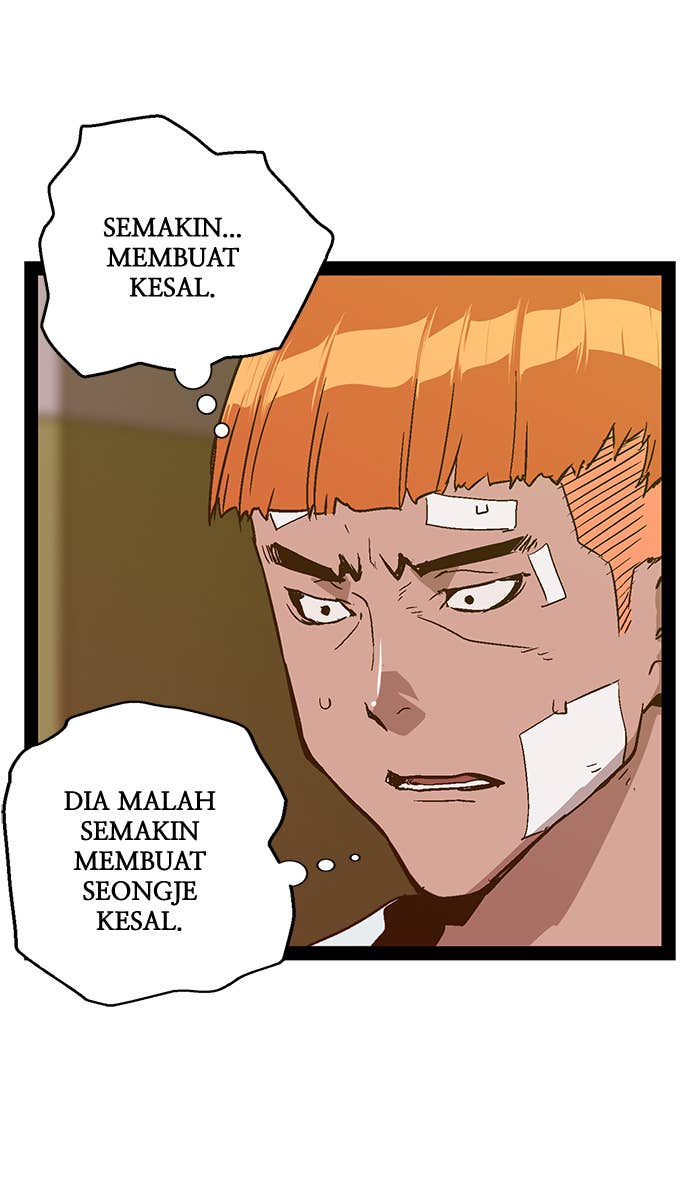 SEMAKIN...
MEMBUAT
KESAL.
DIA MALAH
SEMAKIN
MEMBUAT
SEONGJE
KESAL.